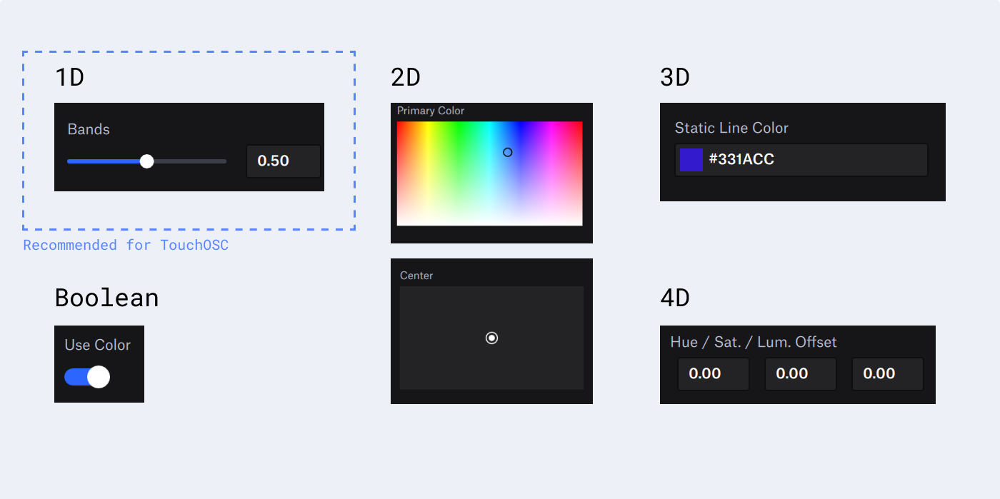 1D
Bands
0.50
Recommended for TouchOSC
Boolean
Use Color
2D
Primary Color
Center
3D
Static Line Color
#331ACC
4D
Hue / Sat. / Lum. Offset
0.00 0.00 0.00